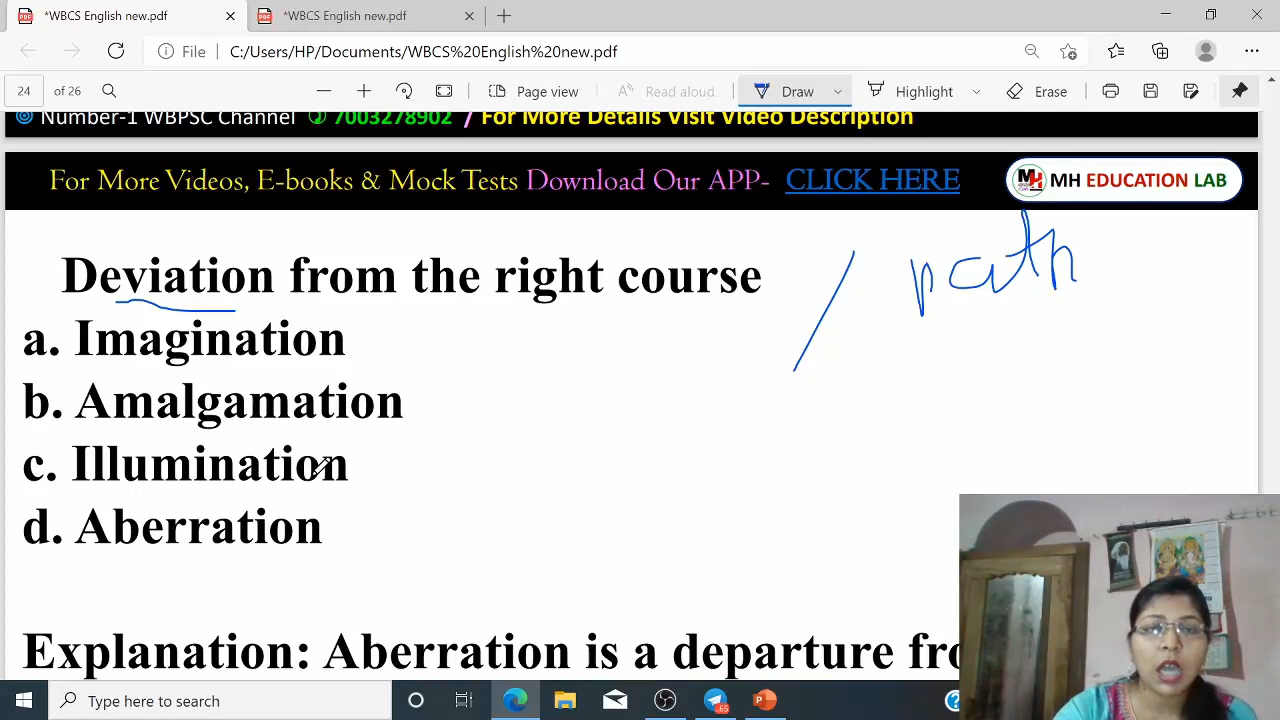 *WBCS English new.pdf
*WBCS English new.pdf
File C:/Users/HP/Documents/WBCS%20English%20new.pdf
24 of 26 Page view Read aloud Draw Highlight Erase
Number-1 WBPSC Channel 7003278902 / For More Details Visit Video Description
For More Videos, E-books & Mock Tests Download Our APP- CLICK HERE MH EDUCATION LAB
Deviation from the right course / path
a. Imagination
b. Amalgamation
c. Illumination
d. Aberration
Explanation: Aberration is a departure
Type here to search